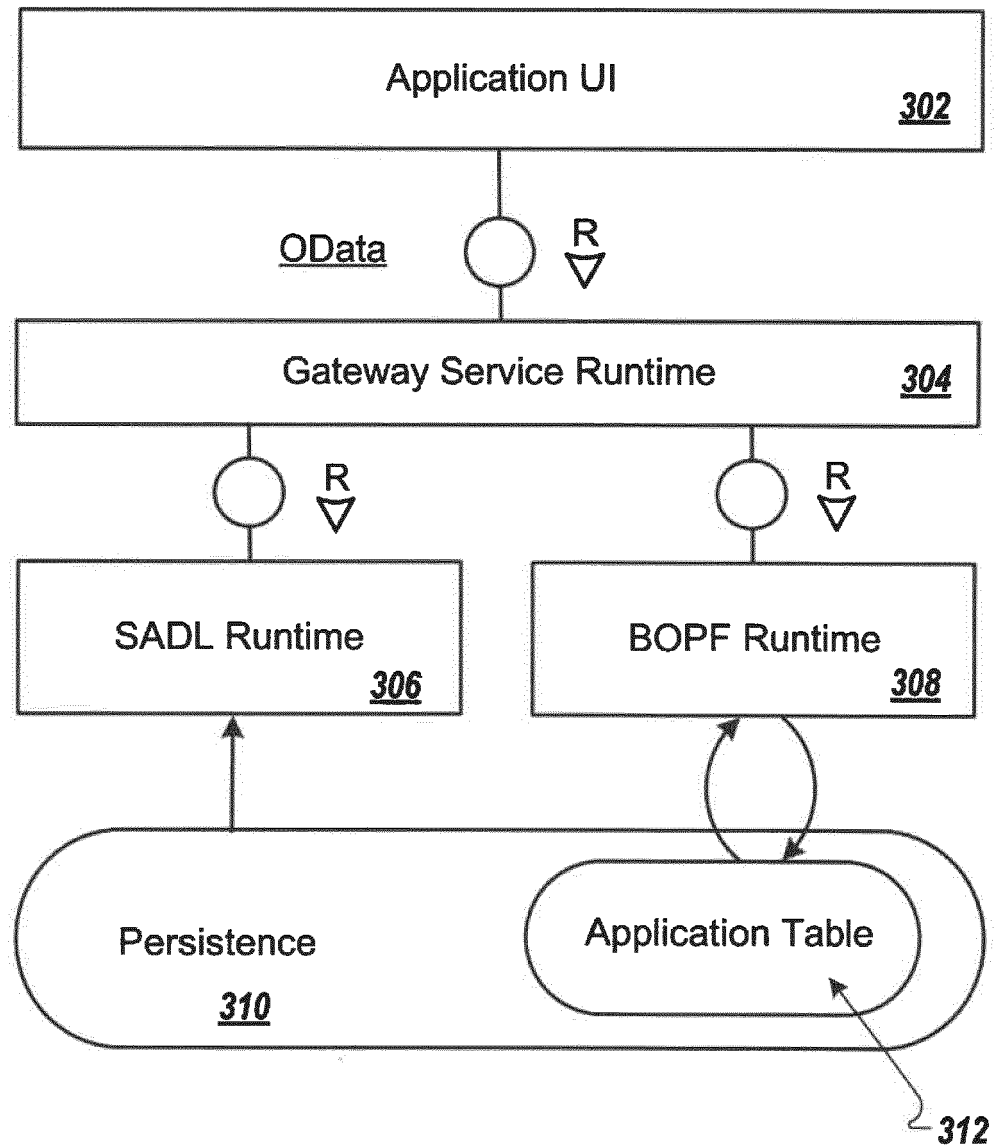 Application UI
302
OData
R
Gateway Service Runtime
304
R
R
SADL Runtime
306
BOPF Runtime
308
Persistence
310
Application Table
312